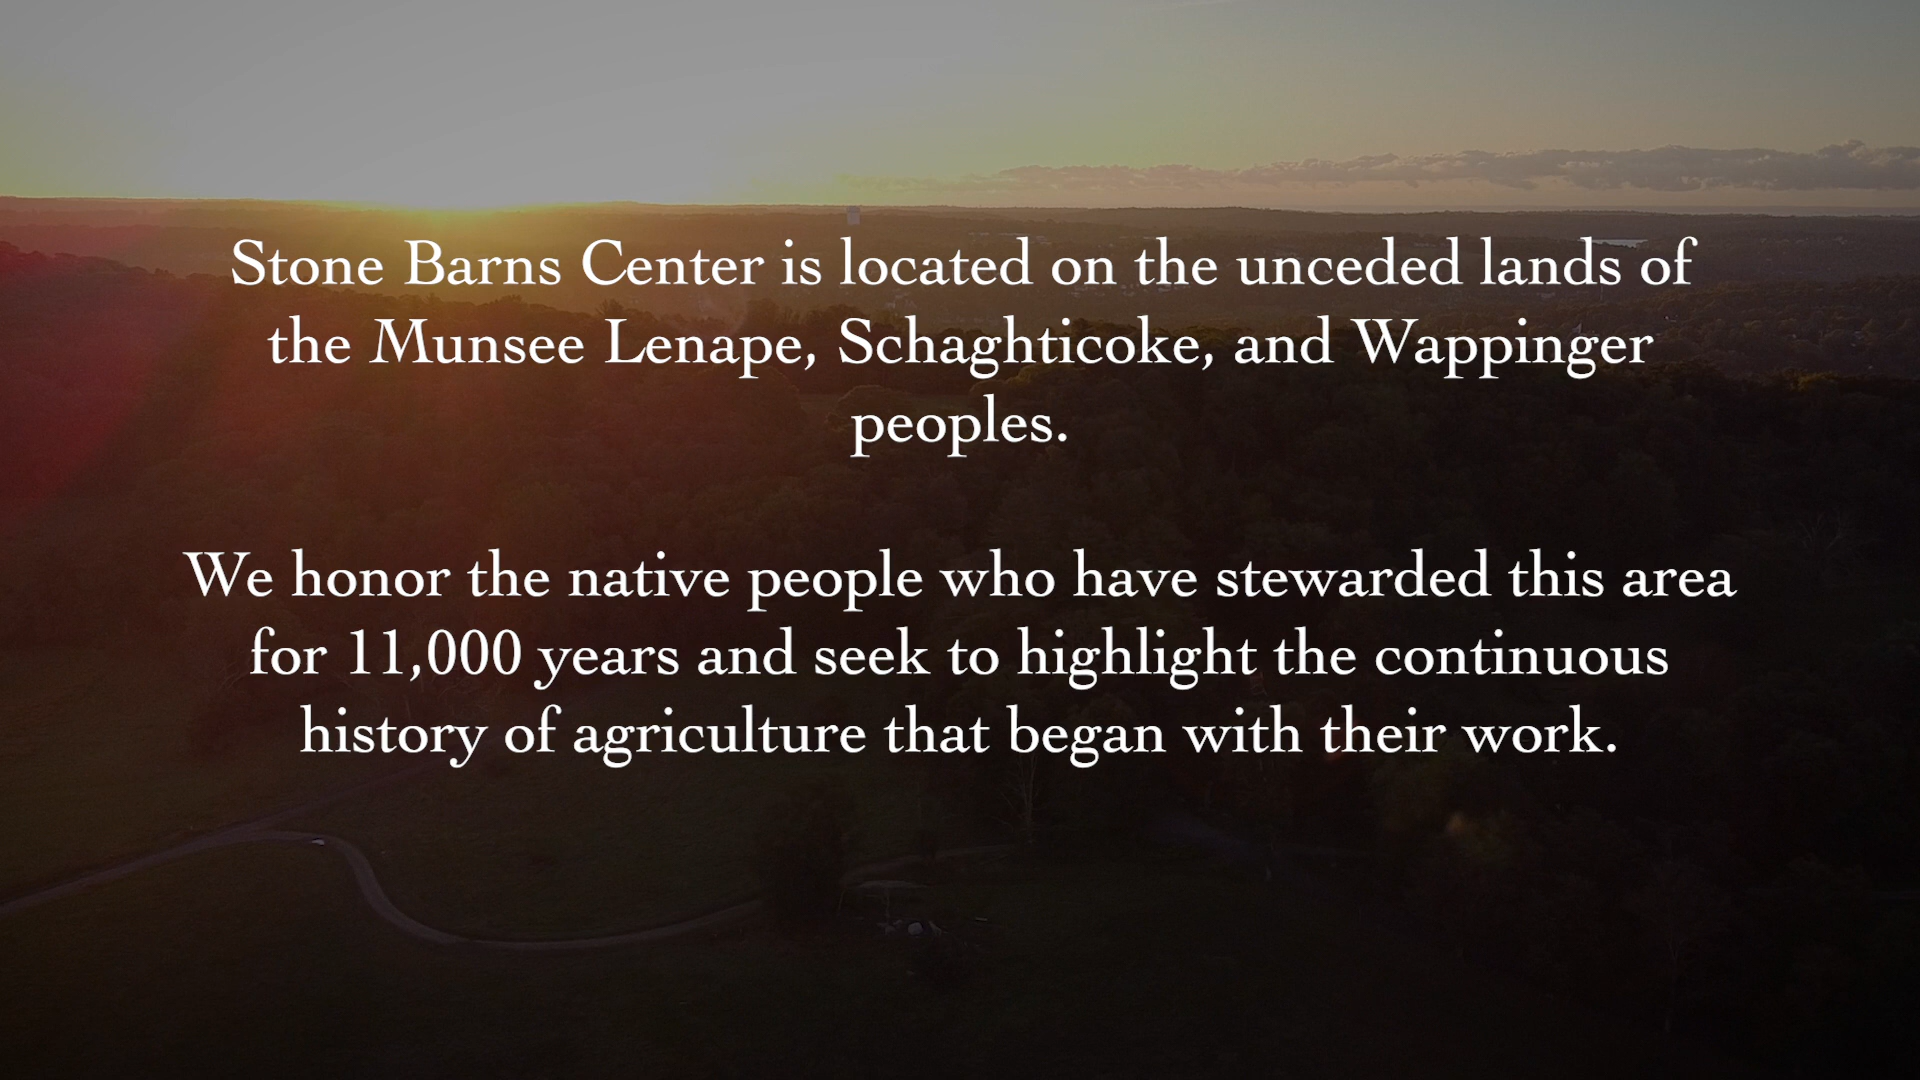 Stone Barns Center is located on the unceded lands of
the Munsee Lenape, Schaghticoke, and Wappinger
peoples.
We honor the native people who have stewarded this area
for 11,000 years and seek to highlight the continuous
history of agriculture that began with their work.